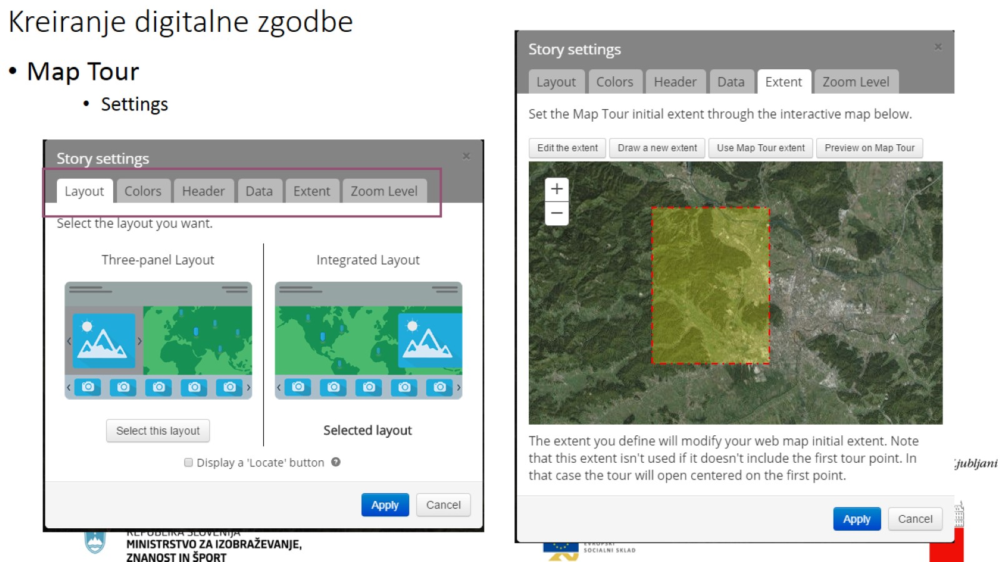 Kreiranje digitalne zgodbe
• Map Tour
• Settings
Story settings
×
Layout Colors Header Data Extent Zoom Level
Select the layout you want.
Three-panel Layout Integrated Layout
Select this layout Selected layout
Display a 'Locate' button ?
Apply Cancel
Story settings
×
Layout Colors Header Data Extent Zoom Level
Set the Map Tour initial extent through the interactive map below.
Edit the extent Draw a new extent Use Map Tour extent Preview on Map Tour
+
−
The extent you define will modify your web map initial extent. Note
that this extent isn't used if it doesn't include the first tour point. In
that case the tour will open centered on the first point.
Apply Cancel
Ljubljani
REPUBLIKA SLOVENIJA
MINISTRSTVO ZA IZOBRAŽEVANJE,
ZNANOST IN ŠPORT
EVROPSKI
SOCIALNI SKLAD